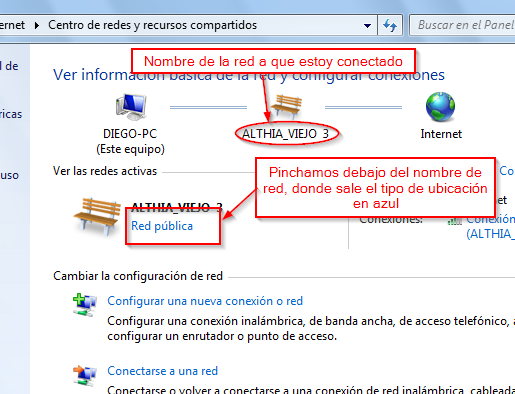 ernet ▸ Centro de redes y recursos compartidos
Buscar en el Panel
Nombre de la red a que estoy conectado
Ver información básica de la red y configurar conexiones
DIEGO-PC
(Este equipo)
ALTHIA_VIEJO_3
Internet
l de
ricas
uso
Ver las redes activas
Pinchamos debajo del nombre de
red, donde sale el tipo de ubicación
en azul
ALTHIA_VIEJO_3
Red pública
Conexiones:
Conexión
(ALTHIA_
Cambiar la configuración de red
Configurar una nueva conexión o red
Configurar una conexión inalámbrica, de banda ancha, de acceso telefónico, a
configurar un enrutador o punto de acceso.
Conectarse a una red
Conectarse o volver a conectarse a una conexión de red inalámbrica, cableada